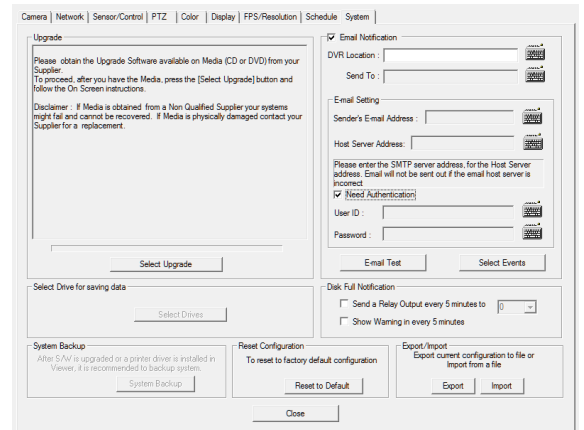 Camera | Network | Sensor/Control | PTZ | Color | Display | FPS/Resolution | Schedule System
Upgrade
Please obtain the Upgrade Software available on Media (CD or DVD) from your
Supplier.
To proceed, after you have the Media, press the [Select Upgrade] button and
follow the On Screen instructions.
Disclaimer : If Media is obtained from a Non Qualified Supplier your systems
might fail and cannot be recovered. If Media is physically damaged contact your
Supplier for a replacement.
Select Upgrade
Email Notification
DVR Location :
Send To :
E-mail Setting
Sender's E-mail Address :
Host Server Address:
Please enter the SMTP server address, for the Host Server
address. Email will not be sent out if the email host server is
incorrect
Need Authentication
User ID :
Password :
E-mail Test
Select Events
Select Drive for saving data
Select Drives
Disk Full Notification
Send a Relay Output every 5 minutes to
0
Show Warning in every 5 minutes
System Backup
After S/W is upgraded or a printer driver is installed in
Viewer, it is recommended to backup system.
System Backup
Reset Configuration
To reset to factory default configuration
Reset to Default
Export/Import
Export current configuration to file or
Import from a file
Export
Import
Close